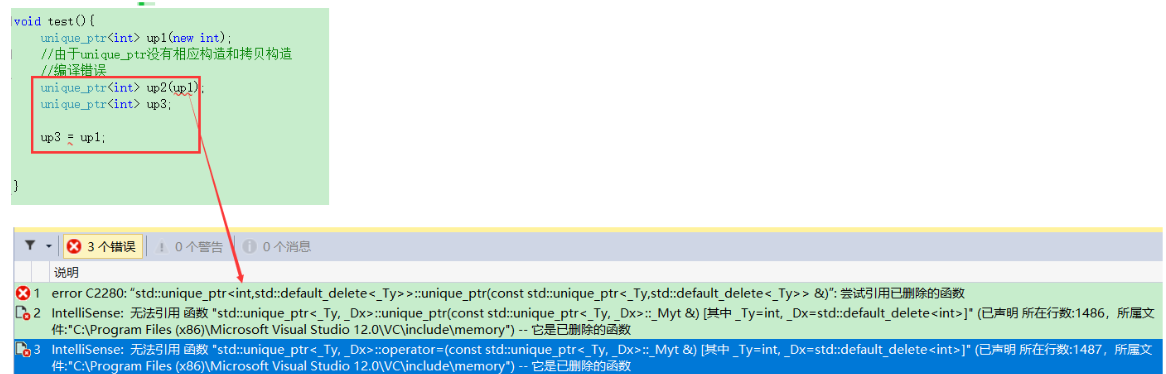 void test(){
unique_ptr<int> up1(new int);
//由于unique_ptr没有相应构造和拷贝构造
//编译错误
unique_ptr<int> up2(up1);
unique_ptr<int> up3;
up3 = up1;
}
3 个错误 0 个警告 0 个消息
说明
1 error C2280: “std::unique_ptr<int,std::default_delete<_Ty>>::unique_ptr(const std::unique_ptr<_Ty,std::default_delete<_Ty>> &)”: 尝试引用已删除的函数
2 IntelliSense: 无法引用 函数 "std::unique_ptr<_Ty, _Dx>::unique_ptr(const std::unique_ptr<_Ty, _Dx>::_Myt &) [其中 _Ty=int, _Dx=std::default_delete<int>]" (已声明 所在行数:1486，所属文
件:"C:\Program Files (x86)\Microsoft Visual Studio 12.0\VC\include\memory") -- 它是已删除的函数
3 IntelliSense: 无法引用 函数 "std::unique_ptr<_Ty, _Dx>::operator=(const std::unique_ptr<_Ty, _Dx>::_Myt &) [其中 _Ty=int, _Dx=std::default_delete<int>]" (已声明 所在行数:1487，所属文
件:"C:\Program Files (x86)\Microsoft Visual Studio 12.0\VC\include\memory") -- 它是已删除的函数